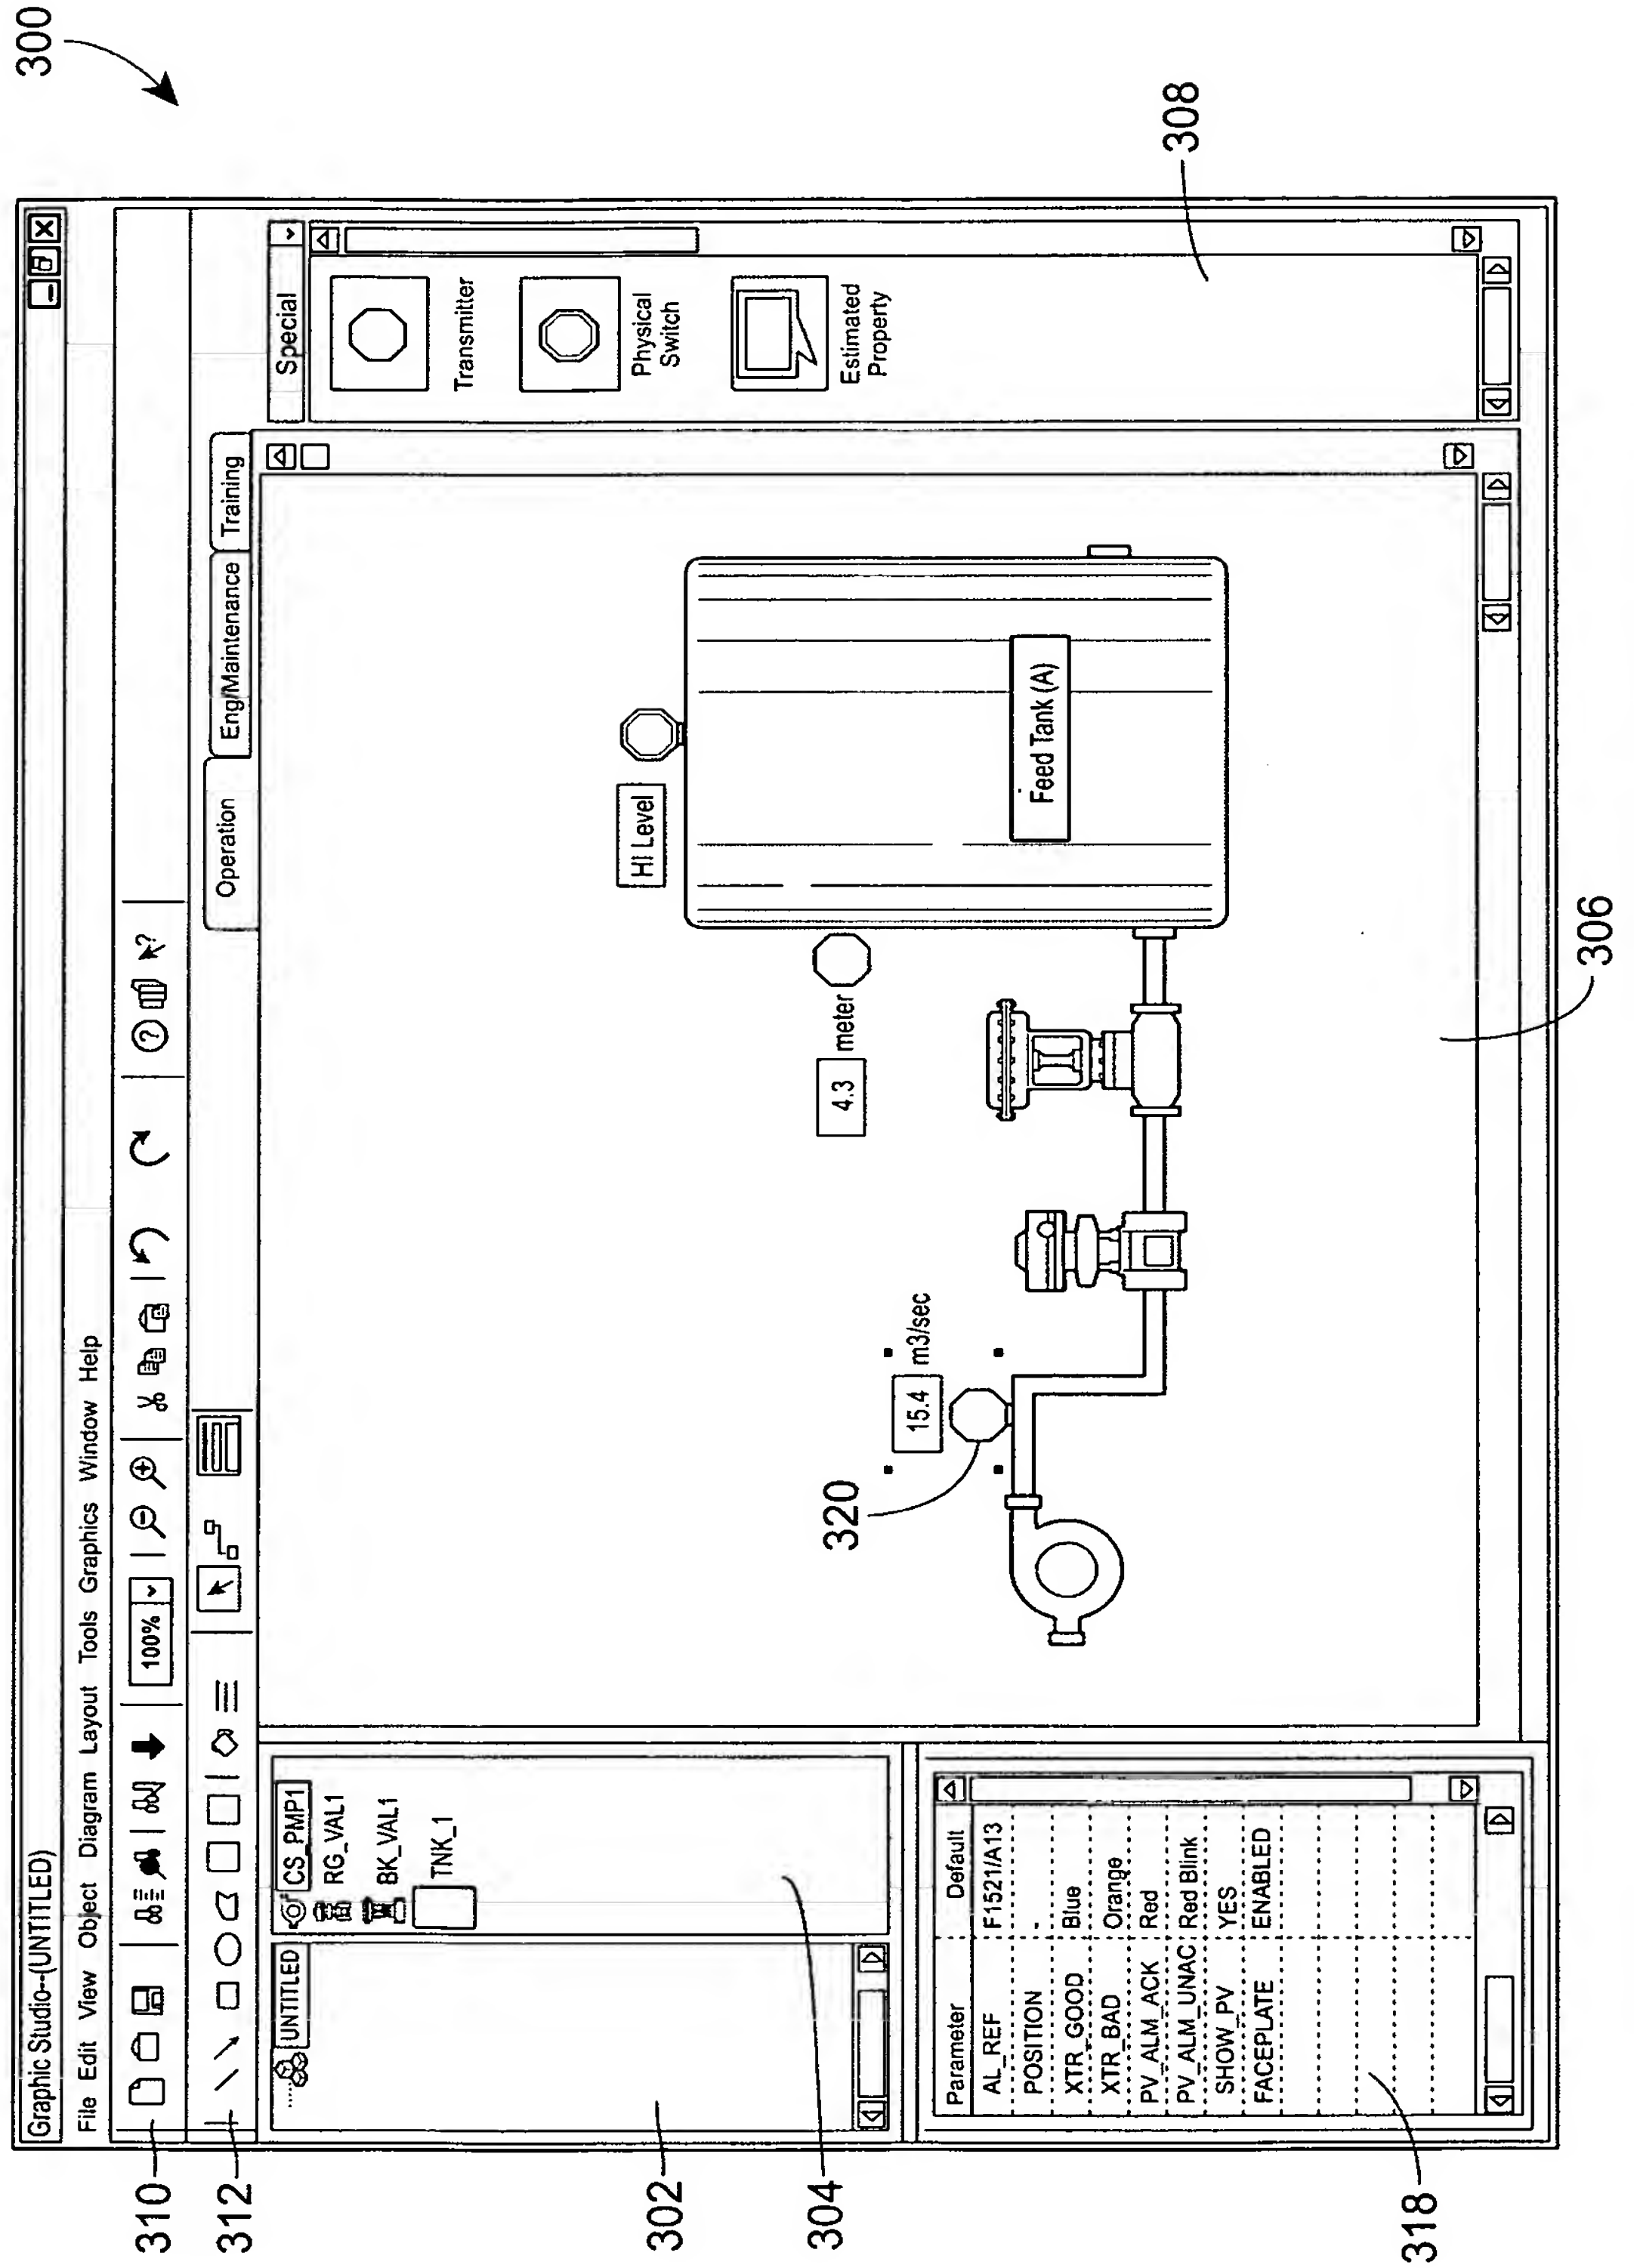 300
Graphic Studio--(UNTITLED)
File Edit View Object Diagram Layout Tools Graphics Window Help
310
100%
?
?
312
Operation
Eng/Maintenance
Training
UNTITLED
CS_PMP1
RG_VAL1
BK_VAL1
TNK_1
302
304
Special
Transmitter
Physical
Switch
Estimated
Property
308
HI Level
4.3 meter
15.4 m3/sec
320
Feed Tank (A)
306
Parameter Default
AL_REF F1521/A13
POSITION -
XTR_GOOD Blue
XTR_BAD Orange
PV_ALM_ACK Red
PV_ALM_UNAC Red Blink
SHOW_PV YES
FACEPLATE ENABLED
318